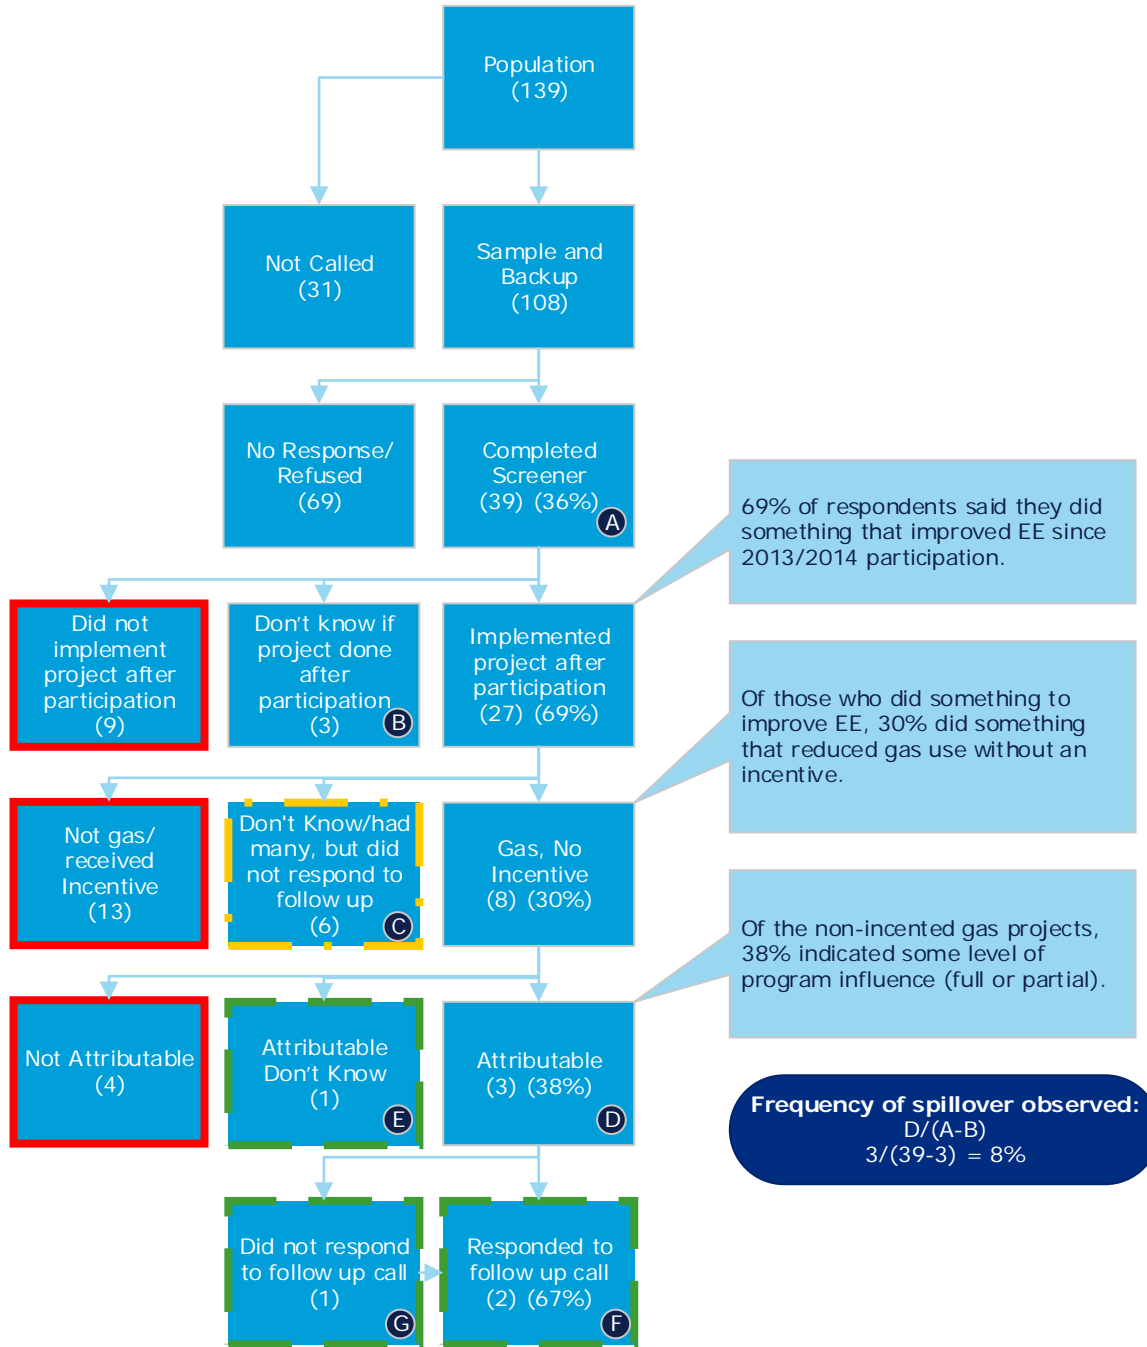 Population
(139)
Not Called
(31)
Sample and
Backup
(108)
No Response/
Refused
(69)
Completed
Screener
(39) (36%)
A
69% of respondents said they did
something that improved EE since
2013/2014 participation.
Did not
implement
project after
participation
(9)
Don't know if
project done
after
participation
(3)
B
Implemented
project after
participation
(27) (69%)
Of those who did something to
improve EE, 30% did something
that reduced gas use without an
incentive.
Not gas/
received
Incentive
(13)
Don't Know/had
many, but did
not respond to
follow up
(6)
C
Gas, No
Incentive
(8) (30%)
Of the non-incented gas projects,
38% indicated some level of
program influence (full or partial).
Not Attributable
(4)
Attributable
Don't Know
(1)
E
Attributable
(3) (38%)
D
Frequency of spillover observed:
D/(A-B)
3/(39-3) = 8%
Did not respond
to follow up call
(1)
G
Responded to
follow up call
(2) (67%)
F